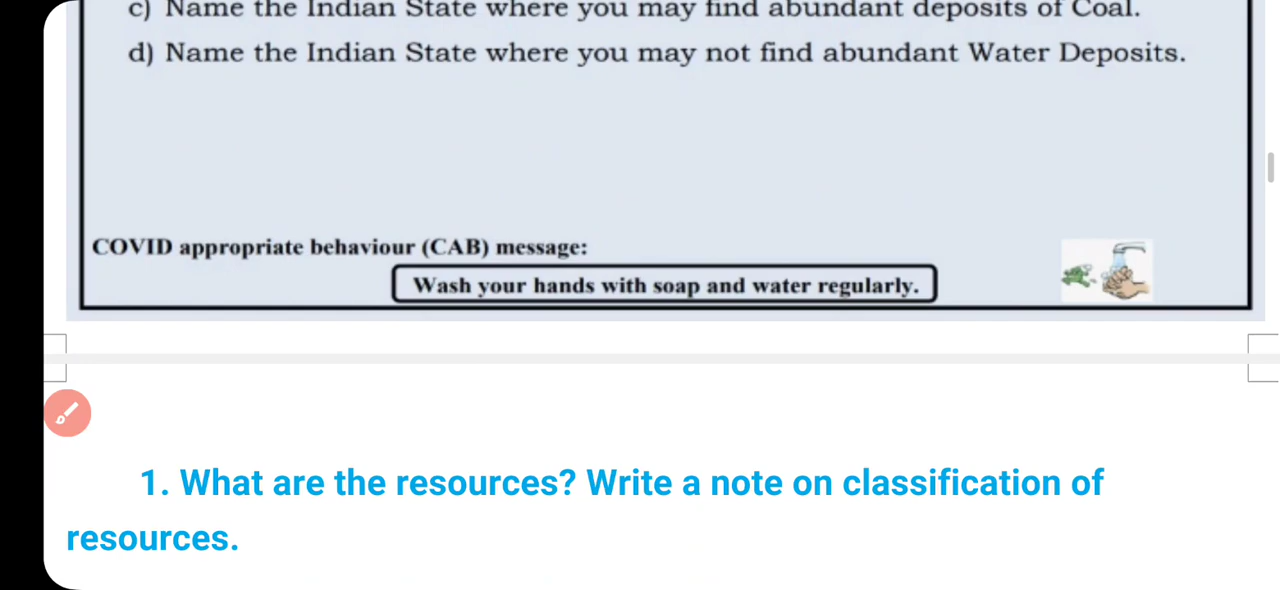 c) Name the Indian State where you may find abundant deposits of Coal.
d) Name the Indian State where you may not find abundant Water Deposits.
COVID appropriate behaviour (CAB) message:
Wash your hands with soap and water regularly.
1. What are the resources? Write a note on classification of
resources.